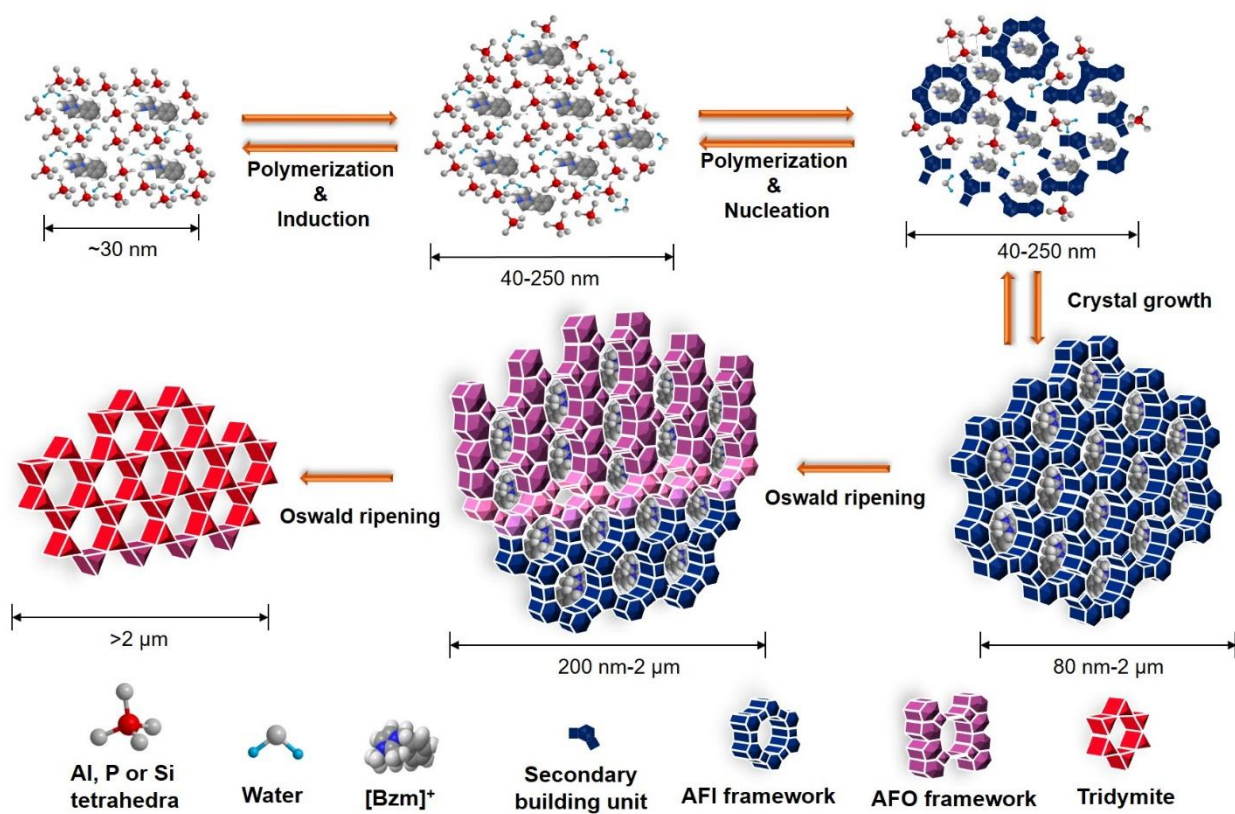 Polymerization
&
Induction
Polymerization
&
Nucleation
~30 nm
40-250 nm
40-250 nm
Crystal growth
Oswald ripening
Oswald ripening
>2 μm
200 nm-2 μm
80 nm-2 μm
Al, P or Si
tetrahedra
Water
[Bzm]+
Secondary
building unit
AFI framework
AFO framework
Tridymite